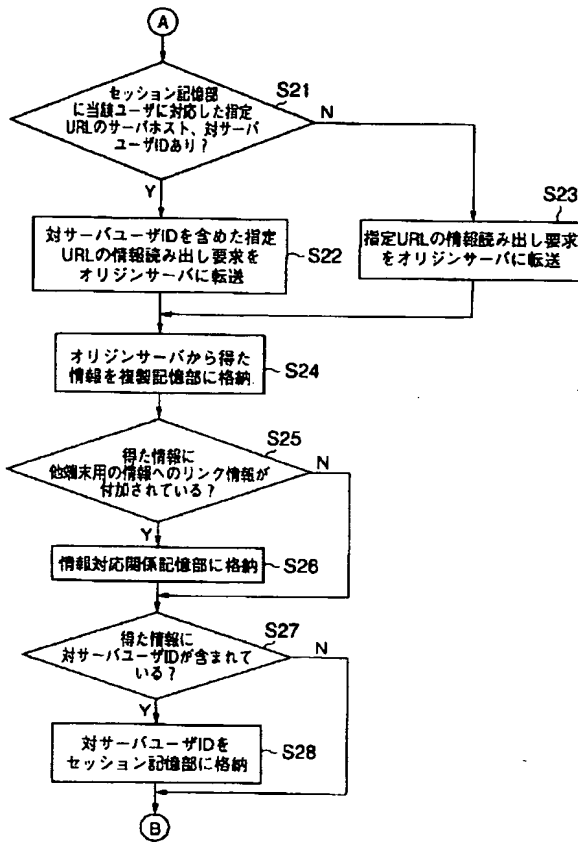 A
S21
セッション記憶部
に当該ユーザに対応した指定
URLのサーバホスト、対サーバ
ユーザIDあり?
N
Y
S23
対サーバユーザIDを含めた指定
URLの情報読み出し要求を
オリジンサーバに転送
S22
指定URLの情報読み出し要求
をオリジンサーバに転送
オリジンサーバから得た
情報を複製記憶部に格納
S24
S25
得た情報に
他端末用の情報へのリンク情報が
付加されている?
N
Y
情報対応関係記憶部に格納
S26
S27
得た情報に
対サーバユーザIDが含まれて
いる?
N
Y
対サーバユーザIDを
セッション記憶部に格納
S28
B